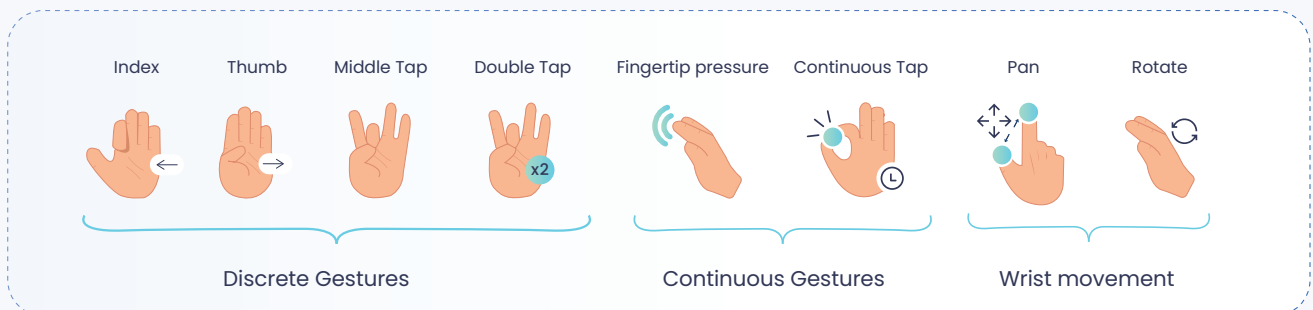 Index
Thumb
Middle Tap
Double Tap
Fingertip pressure
Continuous Tap
Pan
Rotate
x2
Discrete Gestures
Continuous Gestures
Wrist movement